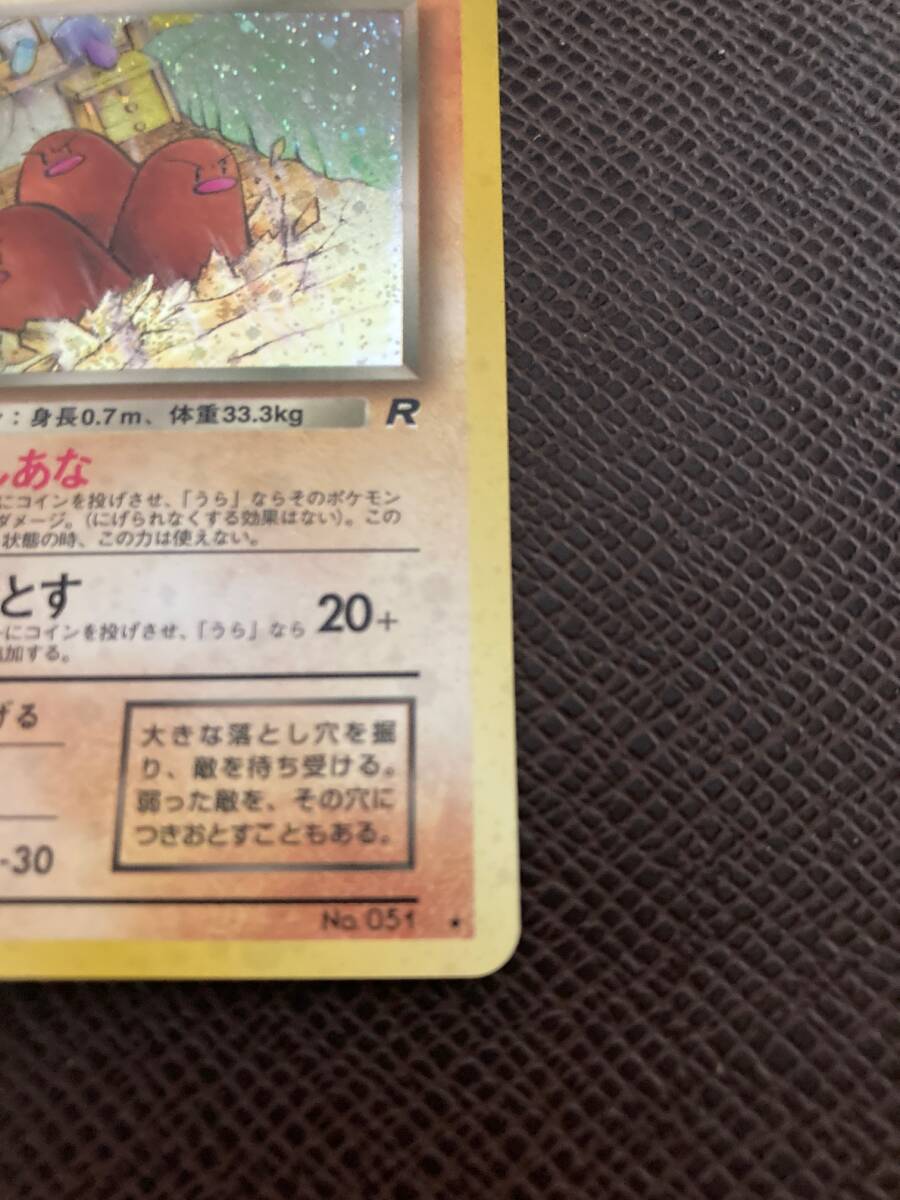 ：身長0.7m、体重33.3kg
R
しあな
にコインを投げさせ、「うら」ならそのポケモン
ダメージ。（にげられなくする効果はない）。この
状態の時、この力は使えない。
とす 20+
にコインを投げさせ、「うら」なら
追加する。
げる
大きな落とし穴を掘
り、敵を待ち受ける。
弱った敵を、その穴に
つきおとすこともある。
-30
No. 051 ★